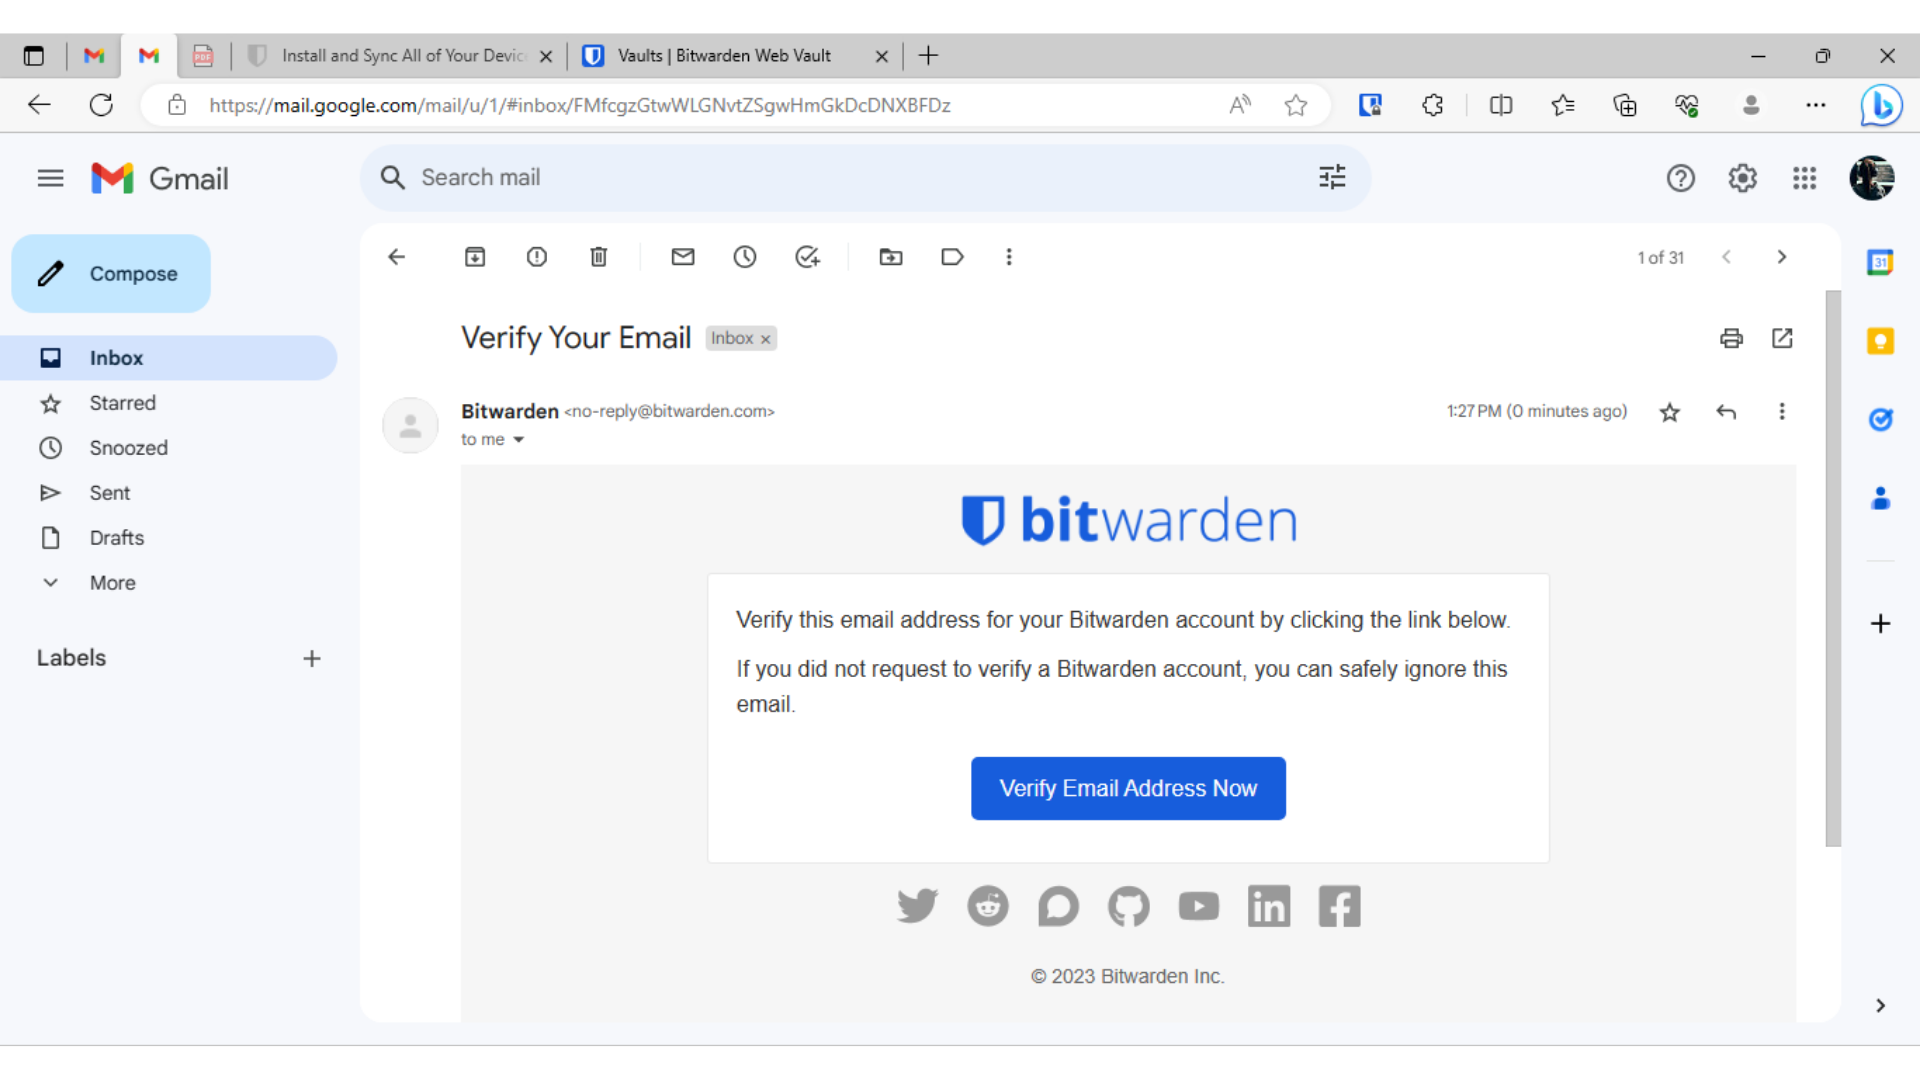 Install and Sync All of Your Device
Vaults | Bitwarden Web Vault
https://mail.google.com/mail/u/1/#inbox/FMfcgzGtwWLGNvtZSgwHmGkDcDNXBFDz
Gmail
Search mail
Compose
1 of 31
Inbox
Starred
Snoozed
Sent
Drafts
More
Labels
Verify Your Email
Inbox x
Bitwarden <no-reply@bitwarden.com>
1:27 PM (0 minutes ago)
to me
bitwarden
Verify this email address for your Bitwarden account by clicking the link below.
If you did not request to verify a Bitwarden account, you can safely ignore this
email.
Verify Email Address Now
© 2023 Bitwarden Inc.
31
PDF